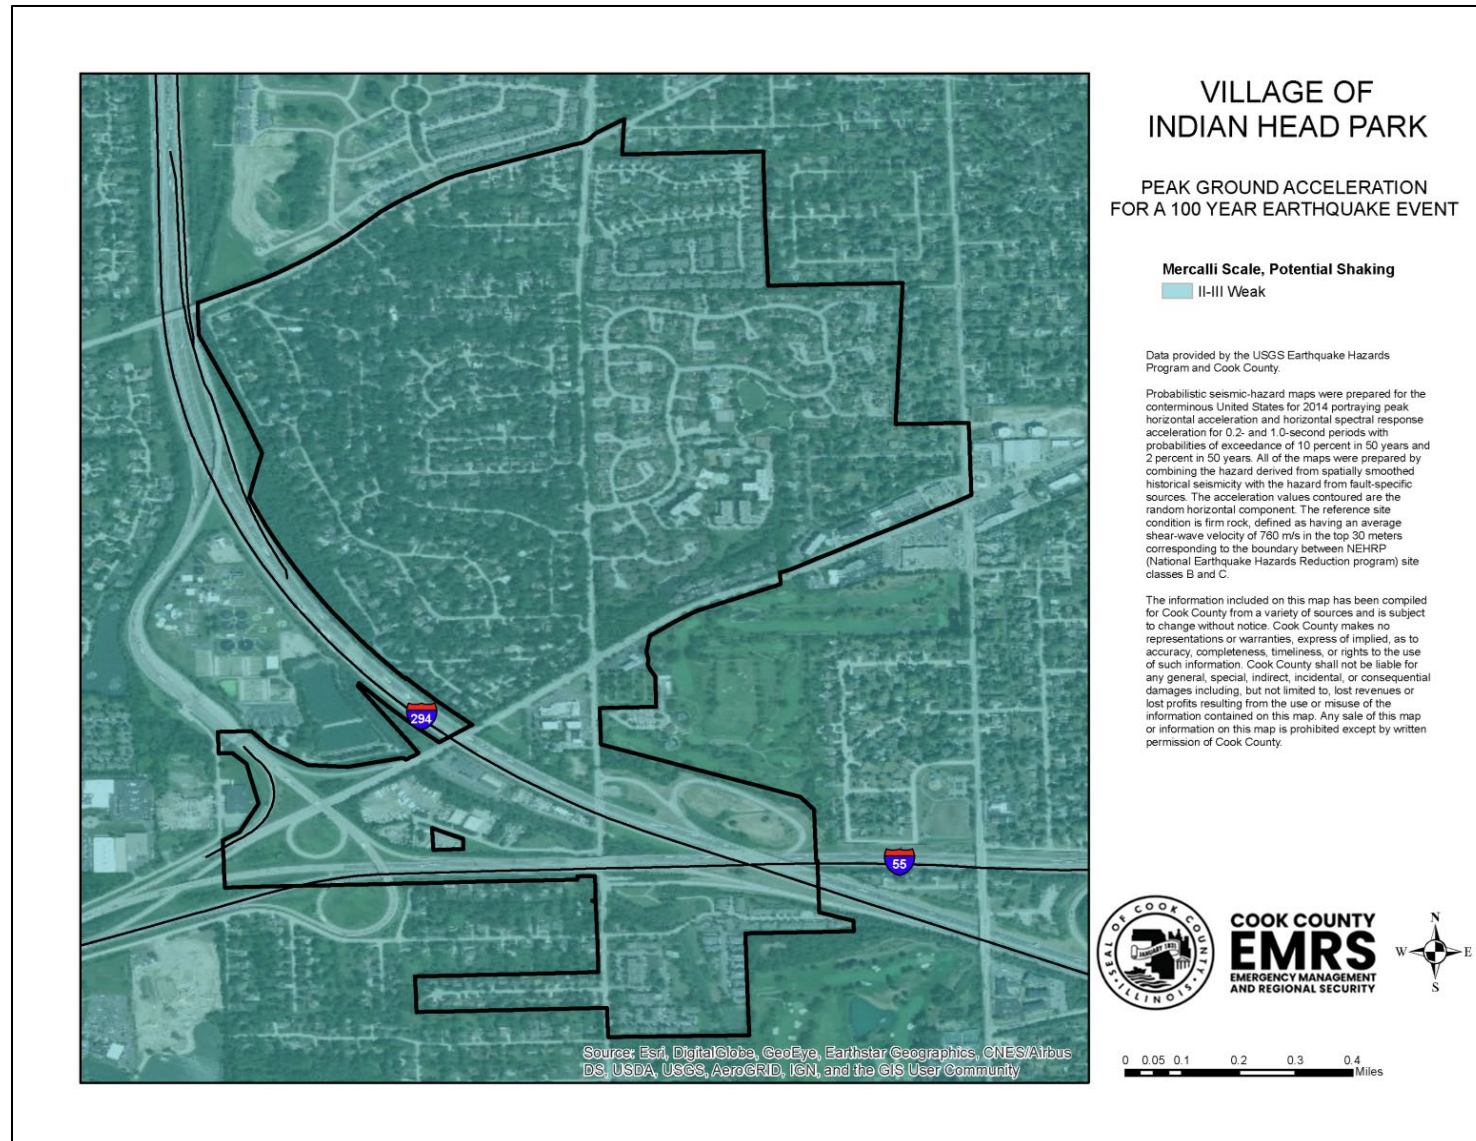 VILLAGE OF
INDIAN HEAD PARK
PEAK GROUND ACCELERATION
FOR A 100 YEAR EARTHQUAKE EVENT
Mercalli Scale, Potential Shaking
II-III Weak
Data provided by the USGS Earthquake Hazards
Program and Cook County.
Probabilistic seismic-hazard maps were prepared for the
conterminous United States for 2014 portraying peak
horizontal acceleration and horizontal spectral response
acceleration for 0.2- and 1.0-second periods with
probabilities of exceedance of 10 percent in 50 years and
2 percent in 50 years. All of the maps were prepared by
combining the hazard derived from spatially smoothed
historical seismicity with the hazard from fault-specific
sources. The acceleration values contoured are the
random horizontal component. The reference site
condition is firm rock, defined as having an average
shear-wave velocity of 760 m/s in the top 30 meters
corresponding to the boundary between NEHRP
(National Earthquake Hazards Reduction program) site
classes B and C.
The information included on this map has been compiled
for Cook County from a variety of sources and is subject
to change without notice. Cook County makes no
representations or warranties, express of implied, as to
accuracy, completeness, timeliness, or rights to the use
of such information. Cook County shall not be liable for
any general, special, indirect, incidental, or consequential
damages including, but not limited to, lost revenues or
lost profits resulting from the use or misuse of the
information contained on this map. Any sale of this map
or information on this map is prohibited except by written
permission of Cook County.
294
55
SEAL OF COOK COUNTY
JANUARY 1831
ILLINOIS
COOK COUNTY
EMRS
EMERGENCY MANAGEMENT
AND REGIONAL SECURITY
N
W E
S
0 0.05 0.1 0.2 0.3 0.4
Miles
Source: Esri, DigitalGlobe, GeoEye, Earthstar Geographics, CNES/Airbus
DS, USDA, USGS, AeroGRID, IGN, and the GIS User Community